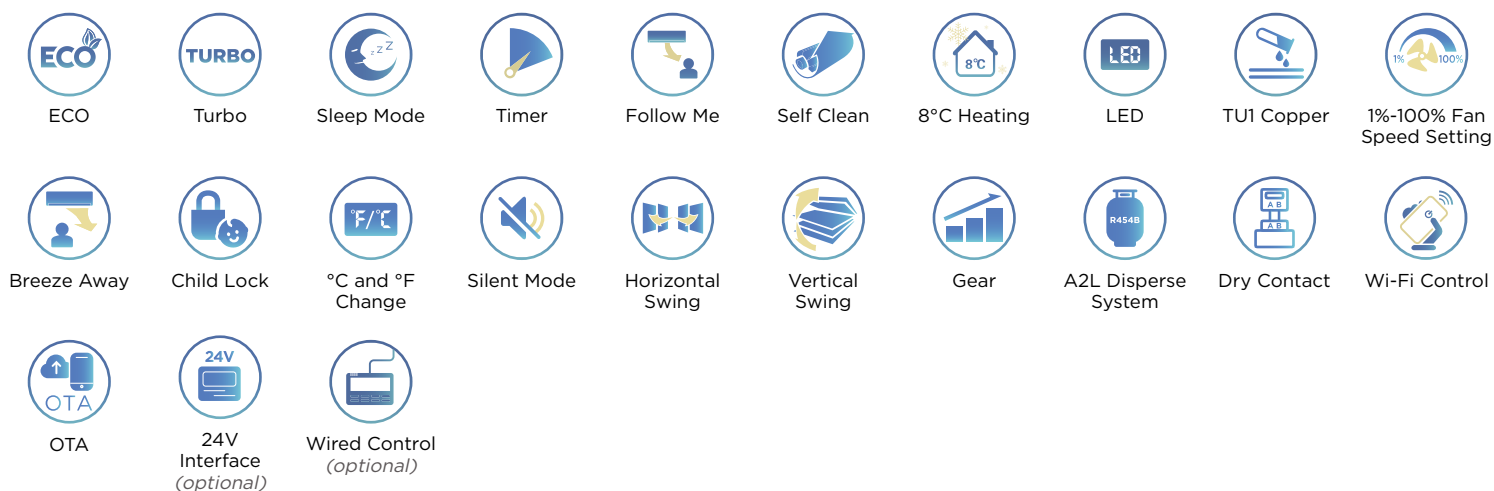 ECO
TURBO
z z Z
8°C
LED
1% 100%
ECO
Turbo
Sleep Mode
Timer
Follow Me
Self Clean
8°C Heating
LED
TU1 Copper
1%-100% Fan
Speed Setting
°F/°C
R454B
A B
A B
Breeze Away
Child Lock
°C and °F
Change
Silent Mode
Horizontal
Swing
Vertical
Swing
Gear
A2L Disperse
System
Dry Contact
Wi-Fi Control
OTA
24V
OTA
24V
Interface
(optional)
Wired Control
(optional)